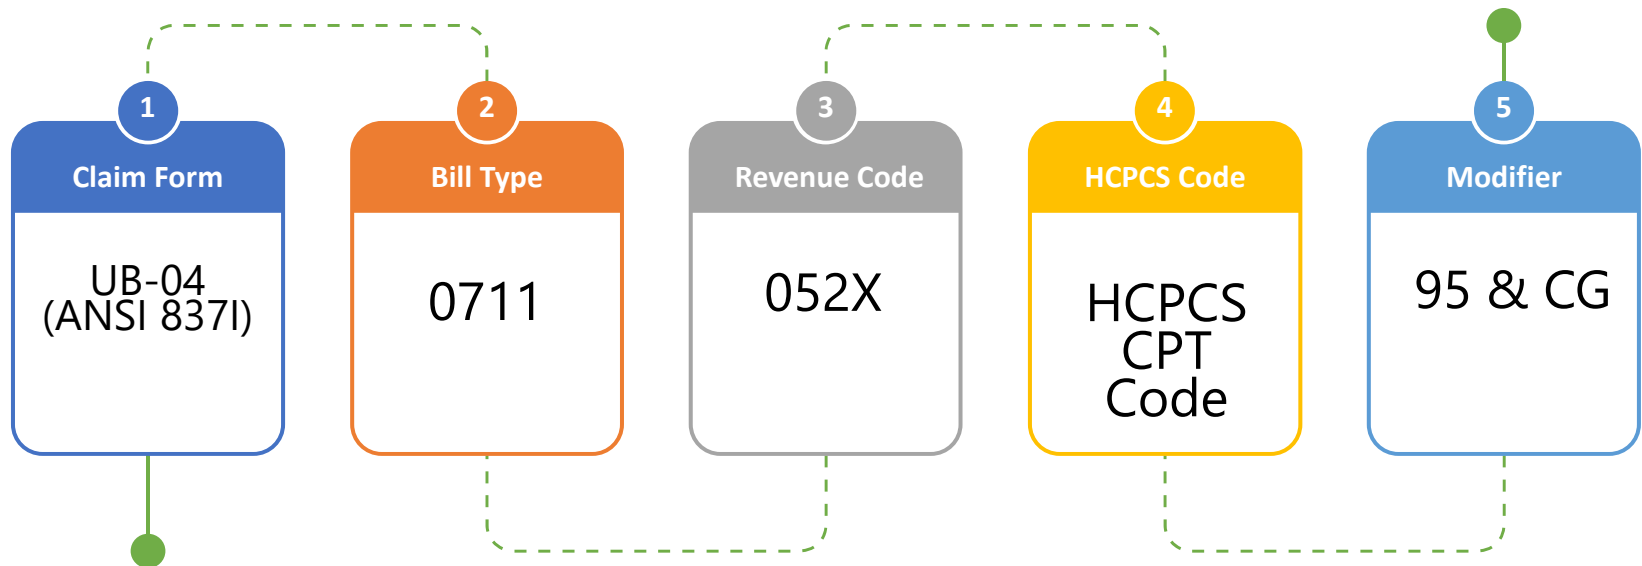 1
Claim Form
UB-04
(ANSI 837I)
2
Bill Type
0711
3
Revenue Code
052X
4
HCPCS Code
HCPCS
CPT
Code
5
Modifier
95 & CG